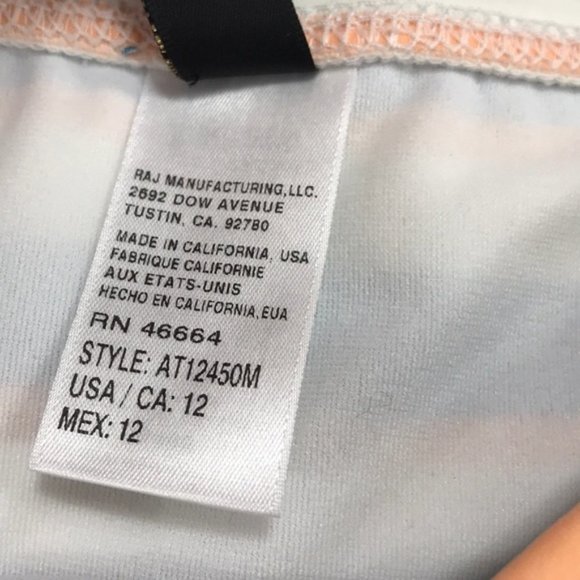 RAJ MANUFACTURING,LLC.
2692 DOW AVENUE
TUSTIN, CA. 92780
MADE IN CALIFORNIA, USA
FABRIQUE CALIFORNIE
AUX ETATS-UNIS
HECHO EN CALIFORNIA,EUA
RN 46664
STYLE: AT12450M
USA / CA: 12
MEX: 12